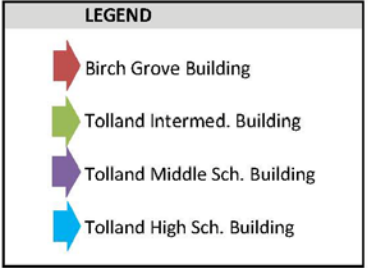 LEGEND
Birch Grove Building
Tolland Intermed. Building
Tolland Middle Sch. Building
Tolland High Sch. Building